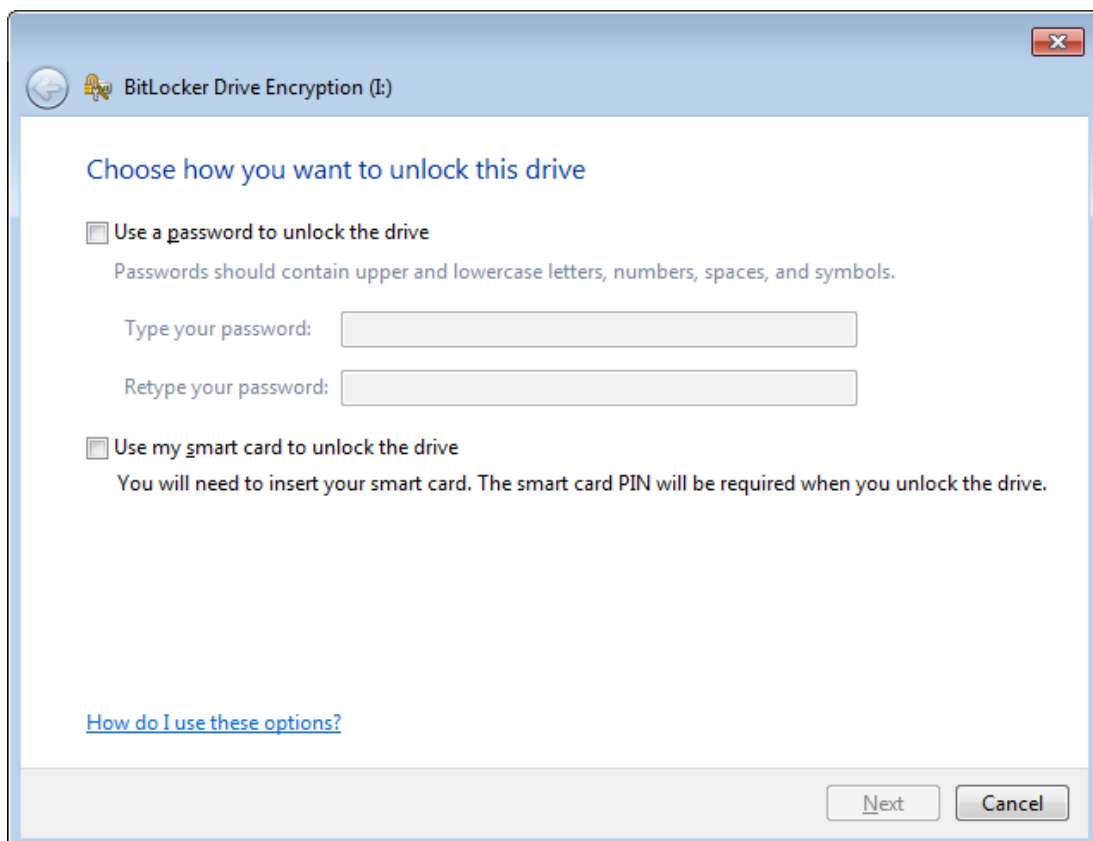 BitLocker Drive Encryption (I:)
Choose how you want to unlock this drive
Use a password to unlock the drive
Passwords should contain upper and lowercase letters, numbers, spaces, and symbols.
Type your password:
Retype your password:
Use my smart card to unlock the drive
You will need to insert your smart card. The smart card PIN will be required when you unlock the drive.
How do I use these options?
Next Cancel